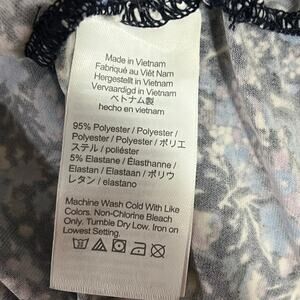 Made in Vietnam
Fabriqué au Viêt Nam
Hergestellt in Vietnam
Vervaardigd in Vietnam
ベトナム製
hecho en vietnam
95% Polyester / Polyester /
Polyester / Polyester / ポリエ
ステル / poliéster
5% Elastane / Élasthanne /
Elastan / Elastaan / ポリウ
レタン / elastano
Machine Wash Cold With Like
Colors. Non-Chlorine Bleach
Only. Tumble Dry Low. Iron on
Lowest Setting.